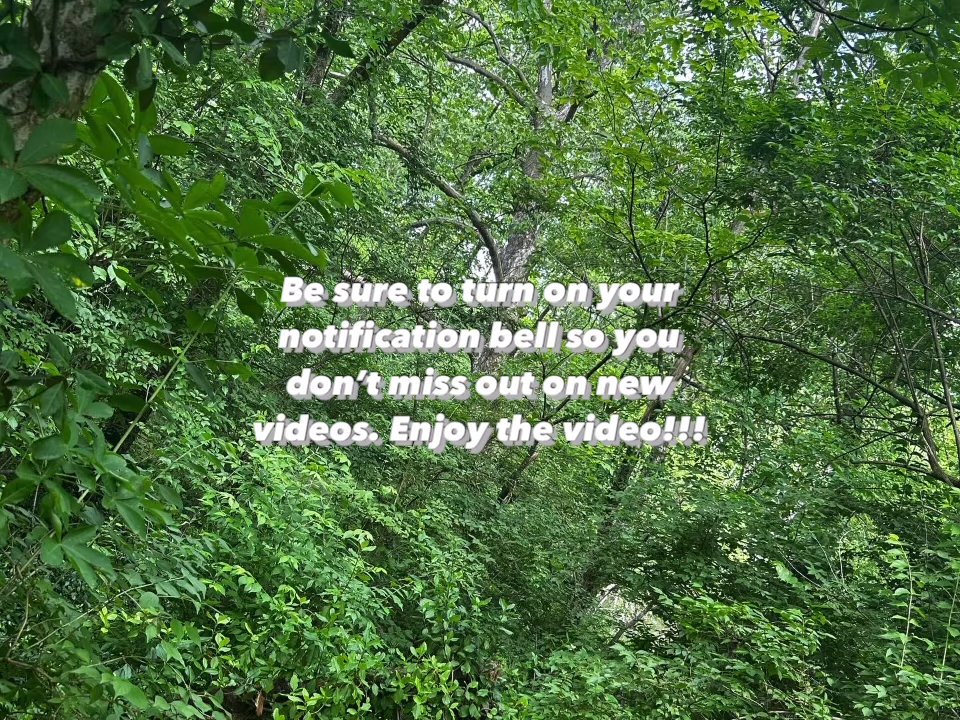 Be sure to turn on your
notification bell so you
don’t miss out on new
videos. Enjoy the video!!!